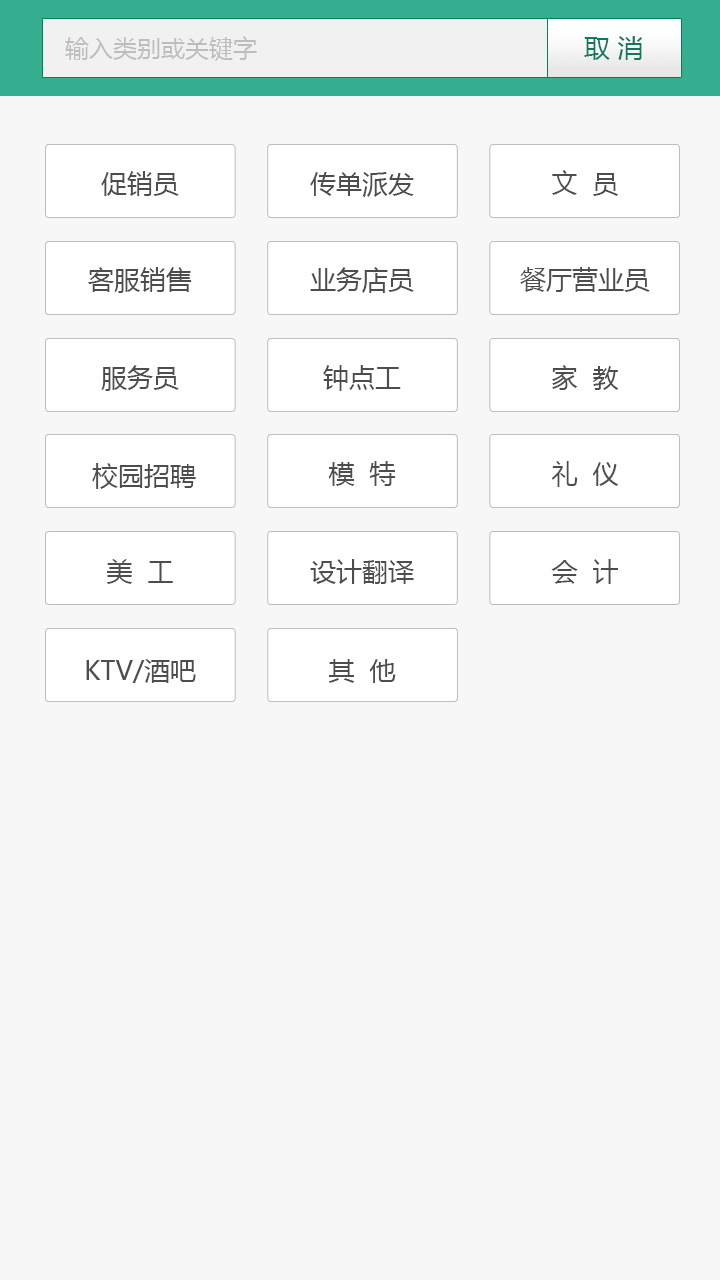 输入类别或关键字 取 消
促销员 传单派发 文 员
客服销售 业务店员 餐厅营业员
服务员 钟点工 家 教
校园招聘 模 特 礼 仪
美 工 设计翻译 会 计
KTV/酒吧 其 他